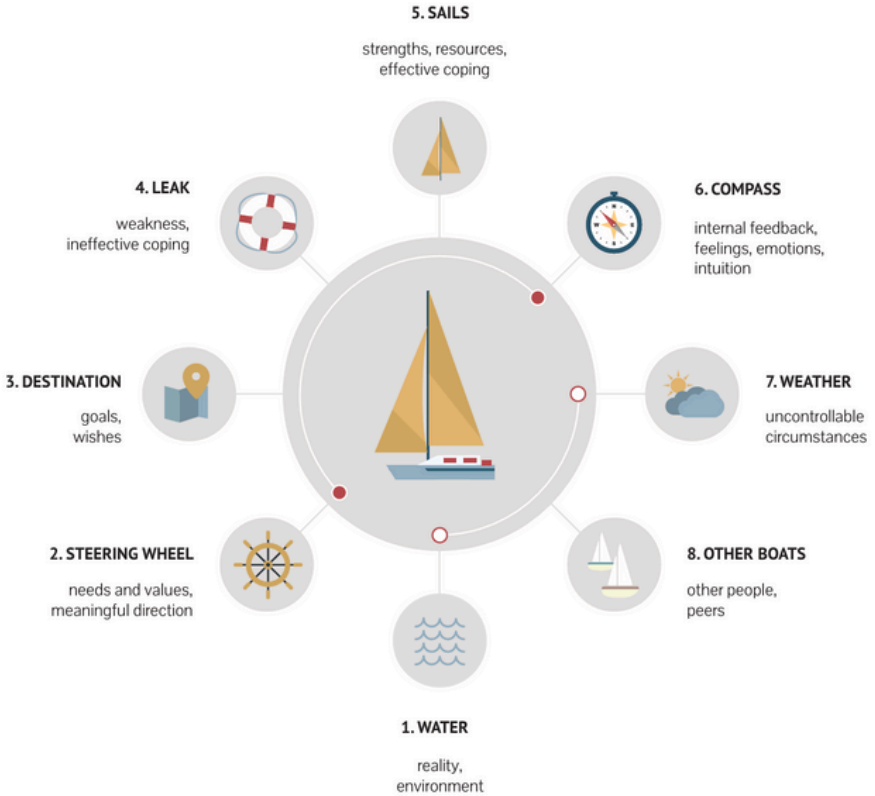 5. SAILS
strengths, resources,
effective coping
4. LEAK
weakness,
ineffective coping
6. COMPASS
internal feedback,
feelings, emotions,
intuition
3. DESTINATION
goals,
wishes
7. WEATHER
uncontrollable
circumstances
2. STEERING WHEEL
needs and values,
meaningful direction
8. OTHER BOATS
other people,
peers
1. WATER
reality,
environment